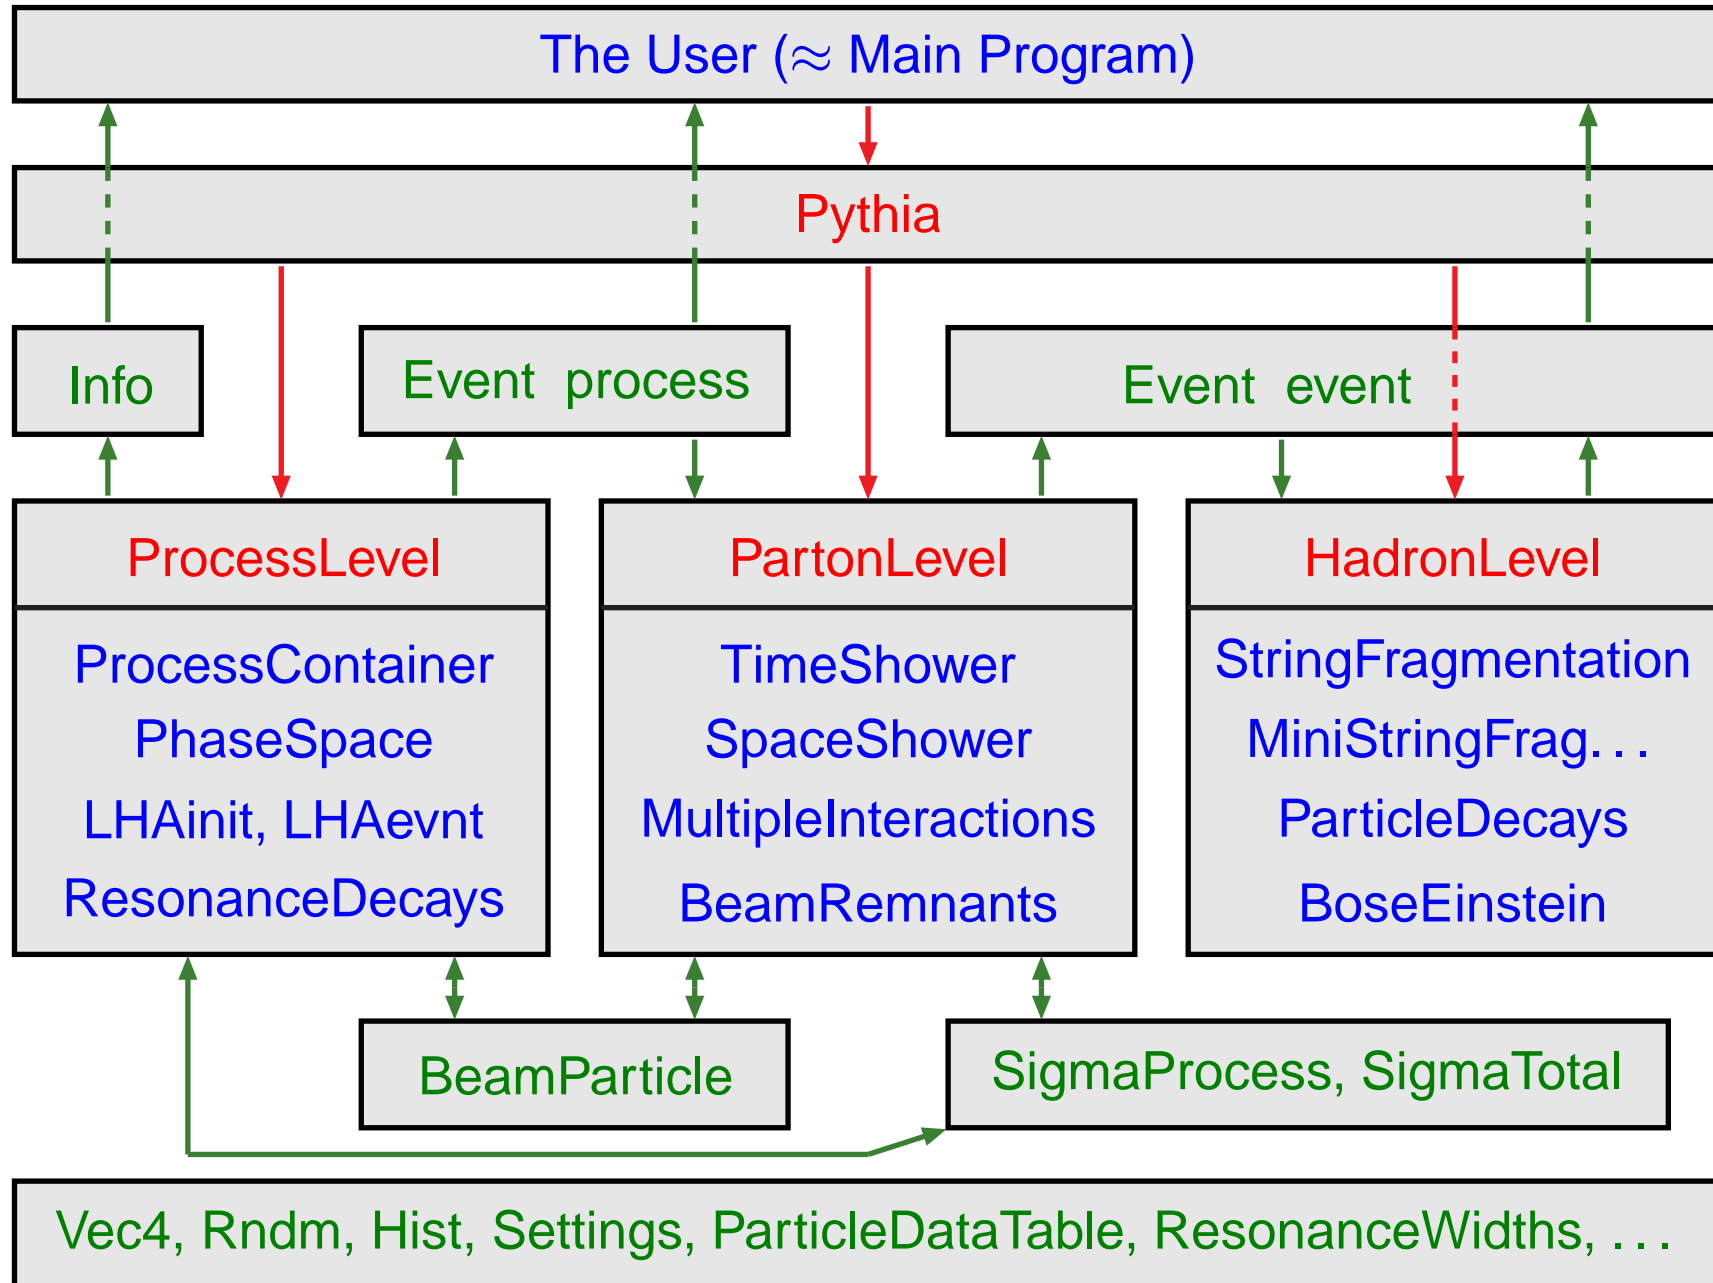 The User (≈ Main Program)
Pythia
Info
Event process
Event event
ProcessLevel
ProcessContainer
PhaseSpace
LHAinit, LHAevnt
ResonanceDecays
PartonLevel
TimeShower
SpaceShower
MultipleInteractions
BeamRemnants
HadronLevel
StringFragmentation
MiniStringFrag. . .
ParticleDecays
BoseEinstein
BeamParticle
SigmaProcess, SigmaTotal
Vec4, Rndm, Hist, Settings, ParticleDataTable, ResonanceWidths, . . .